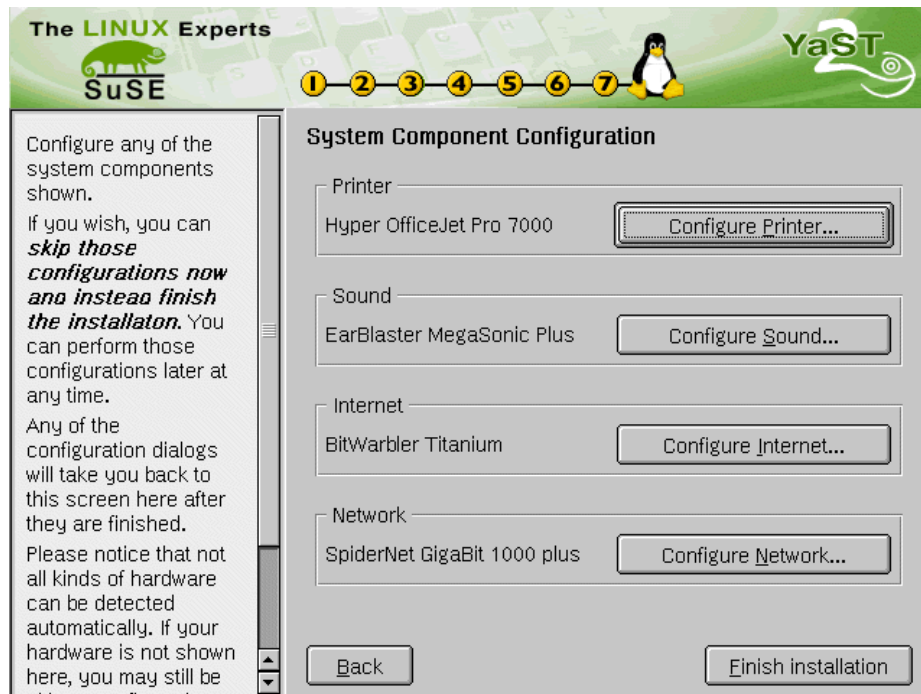 The LINUX Experts
SuSE
1 2 3 4 5 6 7
YaST
2
Configure any of the
system components
shown.
If you wish, you can
skip those
configurations now
and instead finish
the installaton. You
can perform those
configurations later at
any time.
Any of the
configuration dialogs
will take you back to
this screen here after
they are finished.
Please notice that not
all kinds of hardware
can be detected
automatically. If your
hardware is not shown
here, you may still be
System Component Configuration
Printer
Hyper OfficeJet Pro 7000
Configure Printer...
Sound
EarBlaster MegaSonic Plus
Configure Sound...
Internet
BitWarbler Titanium
Configure Internet...
Network
SpiderNet GigaBit 1000 plus
Configure Network...
Back
Finish installation